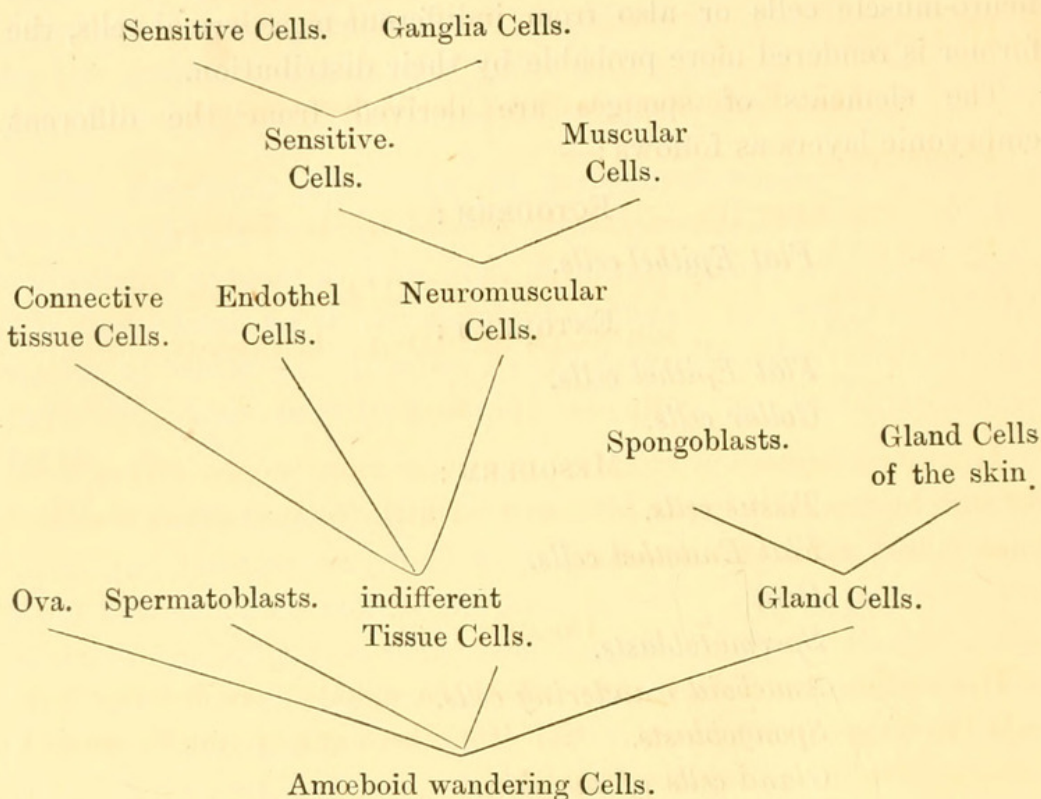 Sensitive Cells. Ganglia Cells.
Sensitive. Cells.
Muscular Cells.
Connective tissue Cells.
Endothel Cells.
Neuromuscular Cells.
Spongoblasts.
Gland Cells of the skin.
Ova. Spermatoblasts. indifferent Tissue Cells.
Gland Cells.
Amœboid wandering Cells.